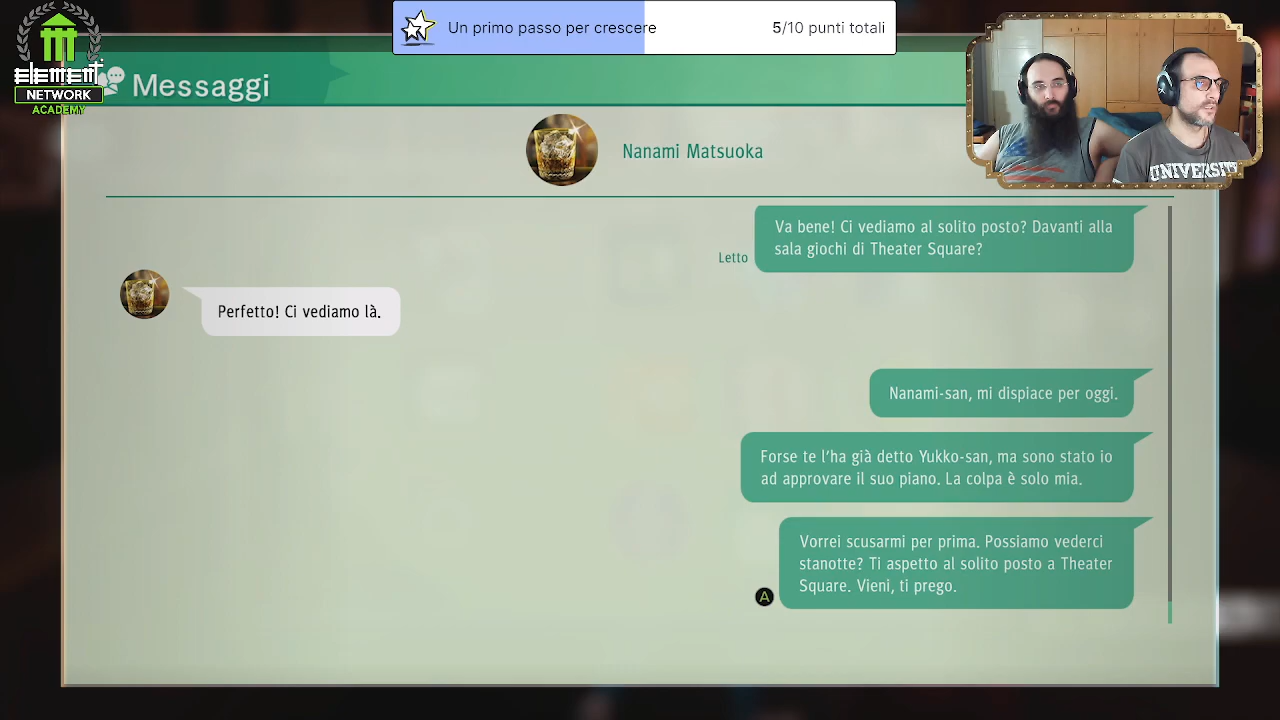 Un primo passo per crescere
5/10 punti totali
ELEMENT
NETWORK
ACADEMY
Messaggi
Nanami Matsuoka
Va bene! Ci vediamo al solito posto? Davanti alla
sala giochi di Theater Square?
Letto
Perfetto! Ci vediamo là.
Nanami-san, mi dispiace per oggi.
Forse te l'ha già detto Yukko-san, ma sono stato io
ad approvare il suo piano. La colpa è solo mia.
Vorrei scusarmi per prima. Possiamo vederci
stanotte? Ti aspetto al solito posto a Theater
Square. Vieni, ti prego.
A
UNIVERSITY